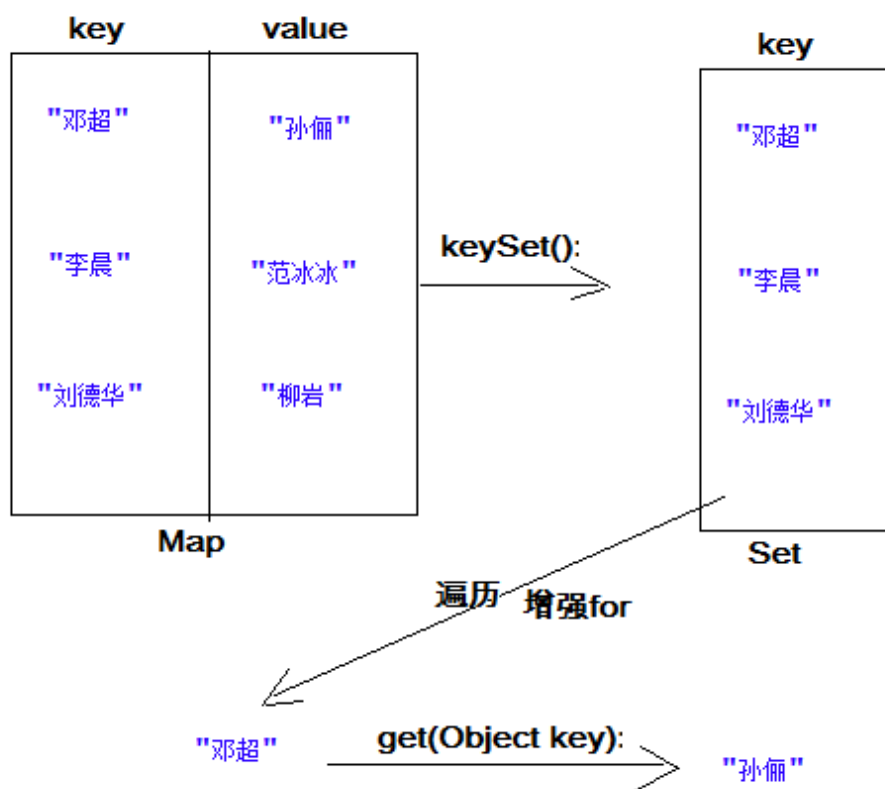 key value
key
"邓超" "孙俪"
"邓超"
keySet():
"李晨" "范冰冰"
"李晨"
"刘德华" "柳岩"
"刘德华"
Map
Set
遍历 增强for
"邓超" get(Object key): "孙俪"